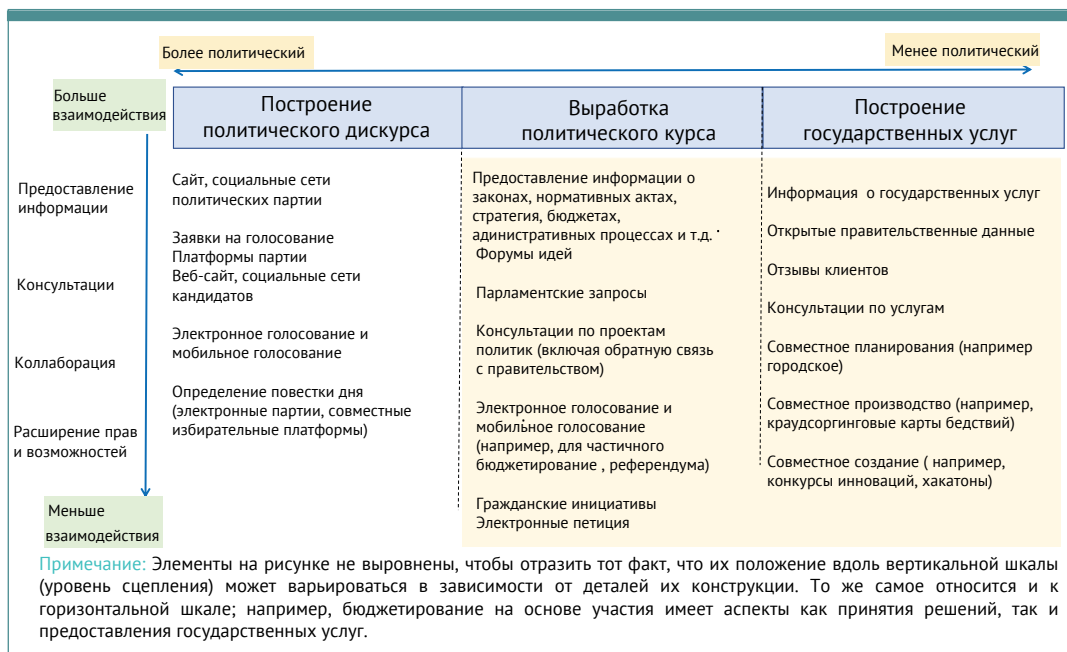 Более политический
Менее политический
Больше
взаимодействия
Построение
политического дискурса
Выработка
политического курса
Построение
государственных услуг
Предоставление
информации
Консультации
Коллаборация
Расширение прав
и возможностей
Меньше
взаимодействия
Сайт, социальные сети
политических партии
Заявки на голосование
Платформы партии
Веб-сайт, социальные сети
кандидатов
Электронное голосование и
мобильное голосование
Определение повестки дня
(электронные партии, совместные
избирательные платформы)
Предоставление информации о
законах, нормативных актах,
стратегия, бюджетах,
адинистративных процессах и т.д.
Форумы идей
Парламентские запросы
Консультации по проектам
политик (включая обратную связь
с правительством)
Электронное голосование и
мобильное голосование
(например, для частичного
бюджетирование , референдума)
Гражданские инициативы
Электронные петиция
Информация о государственных услуг
Открытые правительственные данные
Отзывы клиентов
Консультации по услугам
Совместное планирования (например
городское)
Совместное производство (например,
краудсоргинговые карты бедствий)
Совместное создание ( например,
конкурсы инноваций, хакатоны)
Примечание: Элементы на рисунке не выровнены, чтобы отразить тот факт, что их положение вдоль вертикальной шкалы
(уровень сцепления) может варьироваться в зависимости от деталей их конструкции. То же самое относится и к
горизонтальной шкале; например, бюджетирование на основе участия имеет аспекты как принятия решений, так и
предоставления государственных услуг.